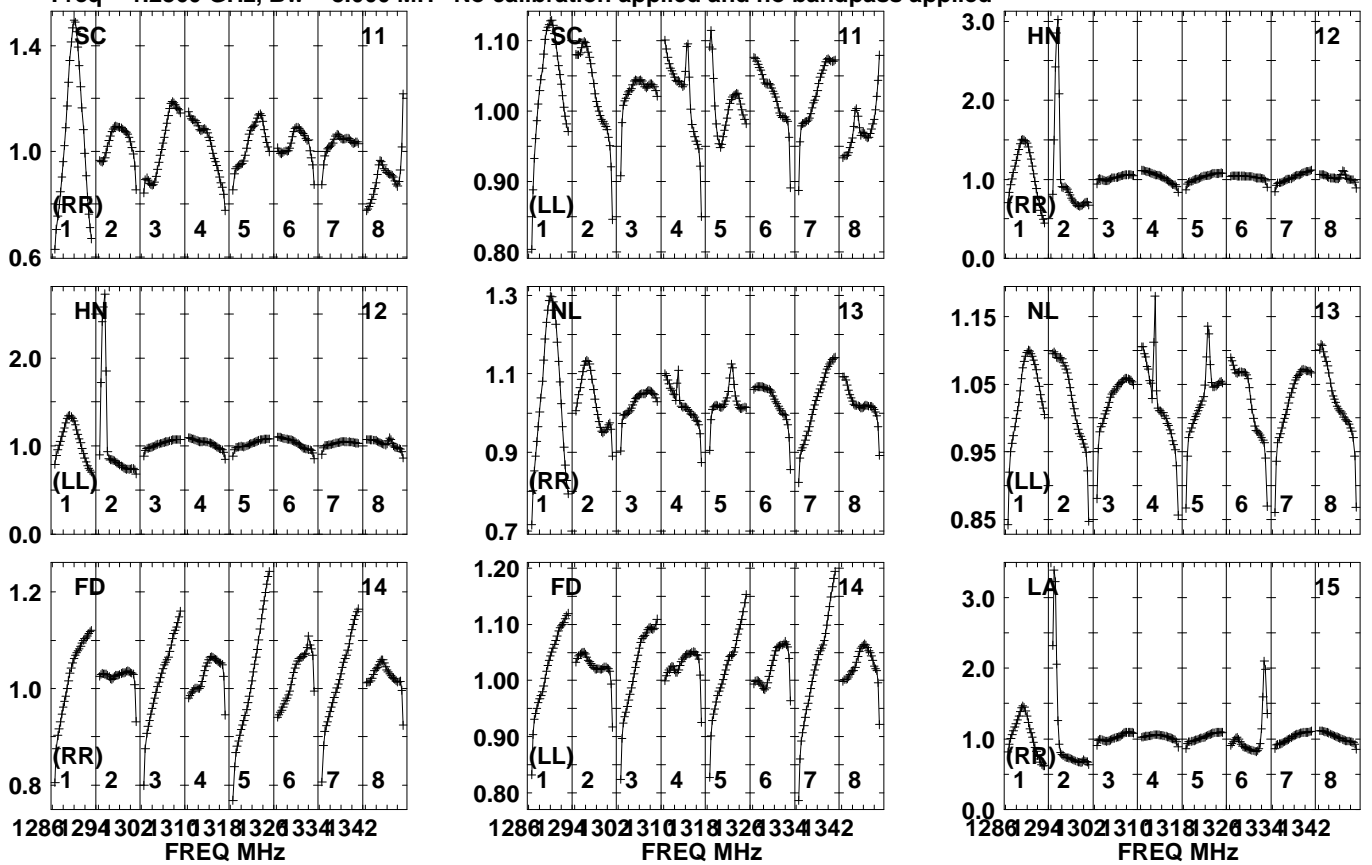 No calibration applied and no bandpass applied
SC 11 SC 11 HN 12
1.4 1.0 0.6
1.10 1.00 0.90 0.80
3.0 2.0 1.0 0.0
(RR) (LL) (RR)
1 2 3 4 5 6 7 8
1 2 3 4 5 6 7 8
1 2 3 4 5 6 7 8
HN 12 NL 13 NL 13
2.0 1.0 0.0
1.3 1.1 0.9 0.7
1.15 1.05 0.95 0.85
(LL) (RR) (LL)
1 2 3 4 5 6 7 8
1 2 3 4 5 6 7 8
1 2 3 4 5 6 7 8
FD 14 FD 14 LA 15
1.2 1.0 0.8
1.20 1.10 1.00 0.90 0.80
3.0 2.0 1.0 0.0
(RR) (LL) (RR)
1 2 3 4 5 6 7 8
1 2 3 4 5 6 7 8
1 2 3 4 5 6 7 8
1286 1294 1302 1310 1318 1326 1334 1342
1286 1294 1302 1310 1318 1326 1334 1342
1286 1294 1302 1310 1318 1326 1334 1342
FREQ MHz FREQ MHz FREQ MHz